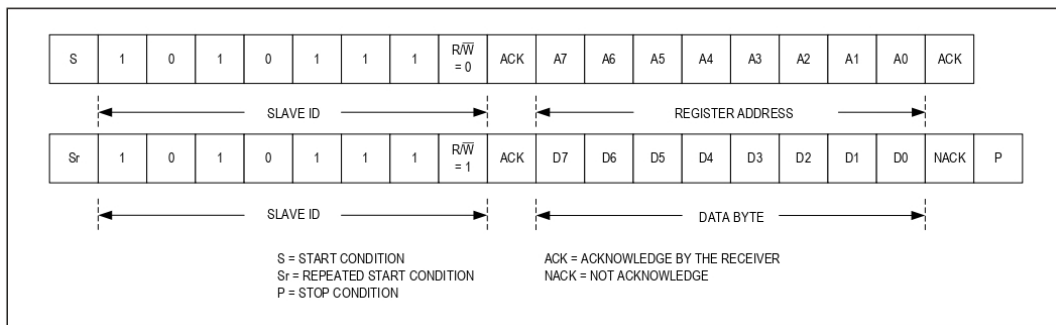 S 1 0 1 0 1 1 1 R/W̅ = 0 ACK A7 A6 A5 A4 A3 A2 A1 A0 ACK
SLAVE ID REGISTER ADDRESS
Sr 1 0 1 0 1 1 1 R/W̅ = 1 ACK D7 D6 D5 D4 D3 D2 D1 D0 NACK P
SLAVE ID DATA BYTE
S = START CONDITION
Sr = REPEATED START CONDITION
P = STOP CONDITION
ACK = ACKNOWLEDGE BY THE RECEIVER
NACK = NOT ACKNOWLEDGE